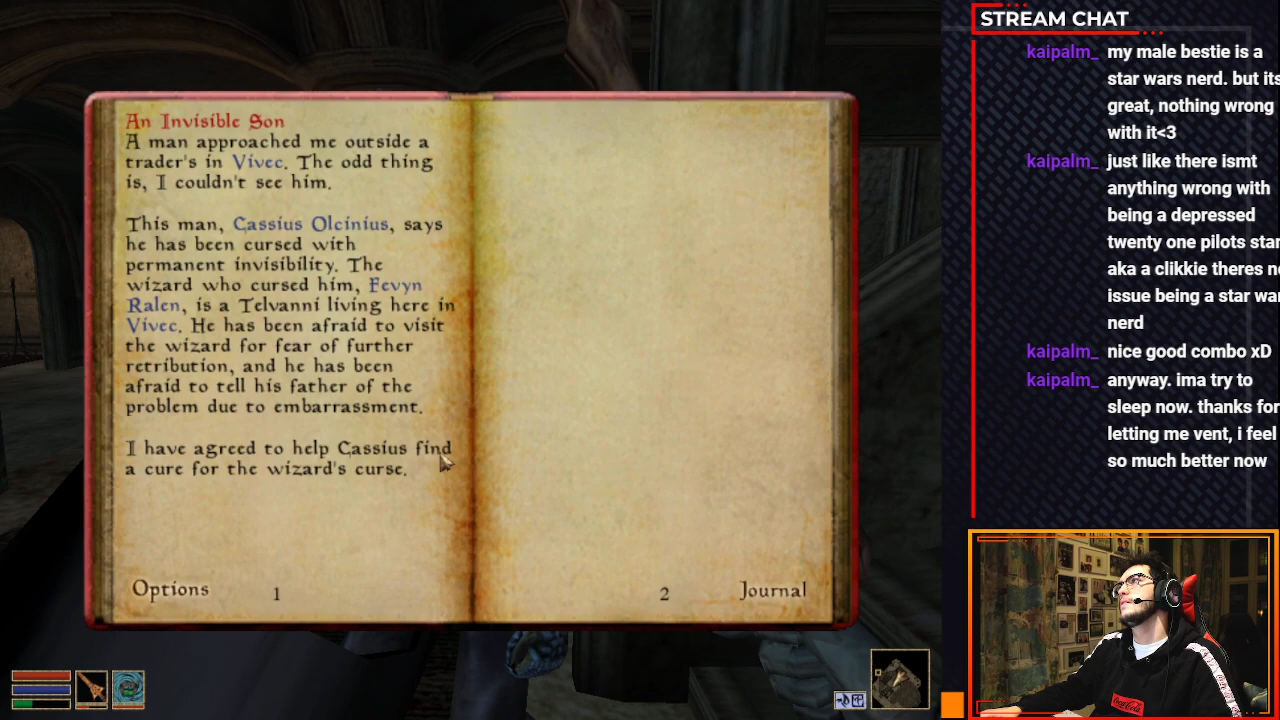 An Invisible Son
A man approached me outside a
trader's in Vivec. The odd thing
is, I couldn't see him.
This man, Cassius Olcinius, says
he has been cursed with
permanent invisibility. The
wizard who cursed him, Fevyn
Ralen, is a Telvanni living here in
Vivec. He has been afraid to visit
the wizard for fear of further
retribution, and he has been
afraid to tell his father of the
problem due to embarrassment.
I have agreed to help Cassius find
a cure for the wizard's curse.
Options
1
2
Journal
STREAM CHAT
kaipalm_ my male bestie is a
star wars nerd. but its
great, nothing wrong
with it<3
kaipalm_ just like there ismt
anything wrong with
being a depressed
twenty one pilots stan
aka a clikkie theres
issue being a star
nerd
kaipalm_ nice good combo xD
kaipalm_ anyway. ima try to
sleep now. thanks for
letting me vent, i feel
so much better now
Coca-Cola